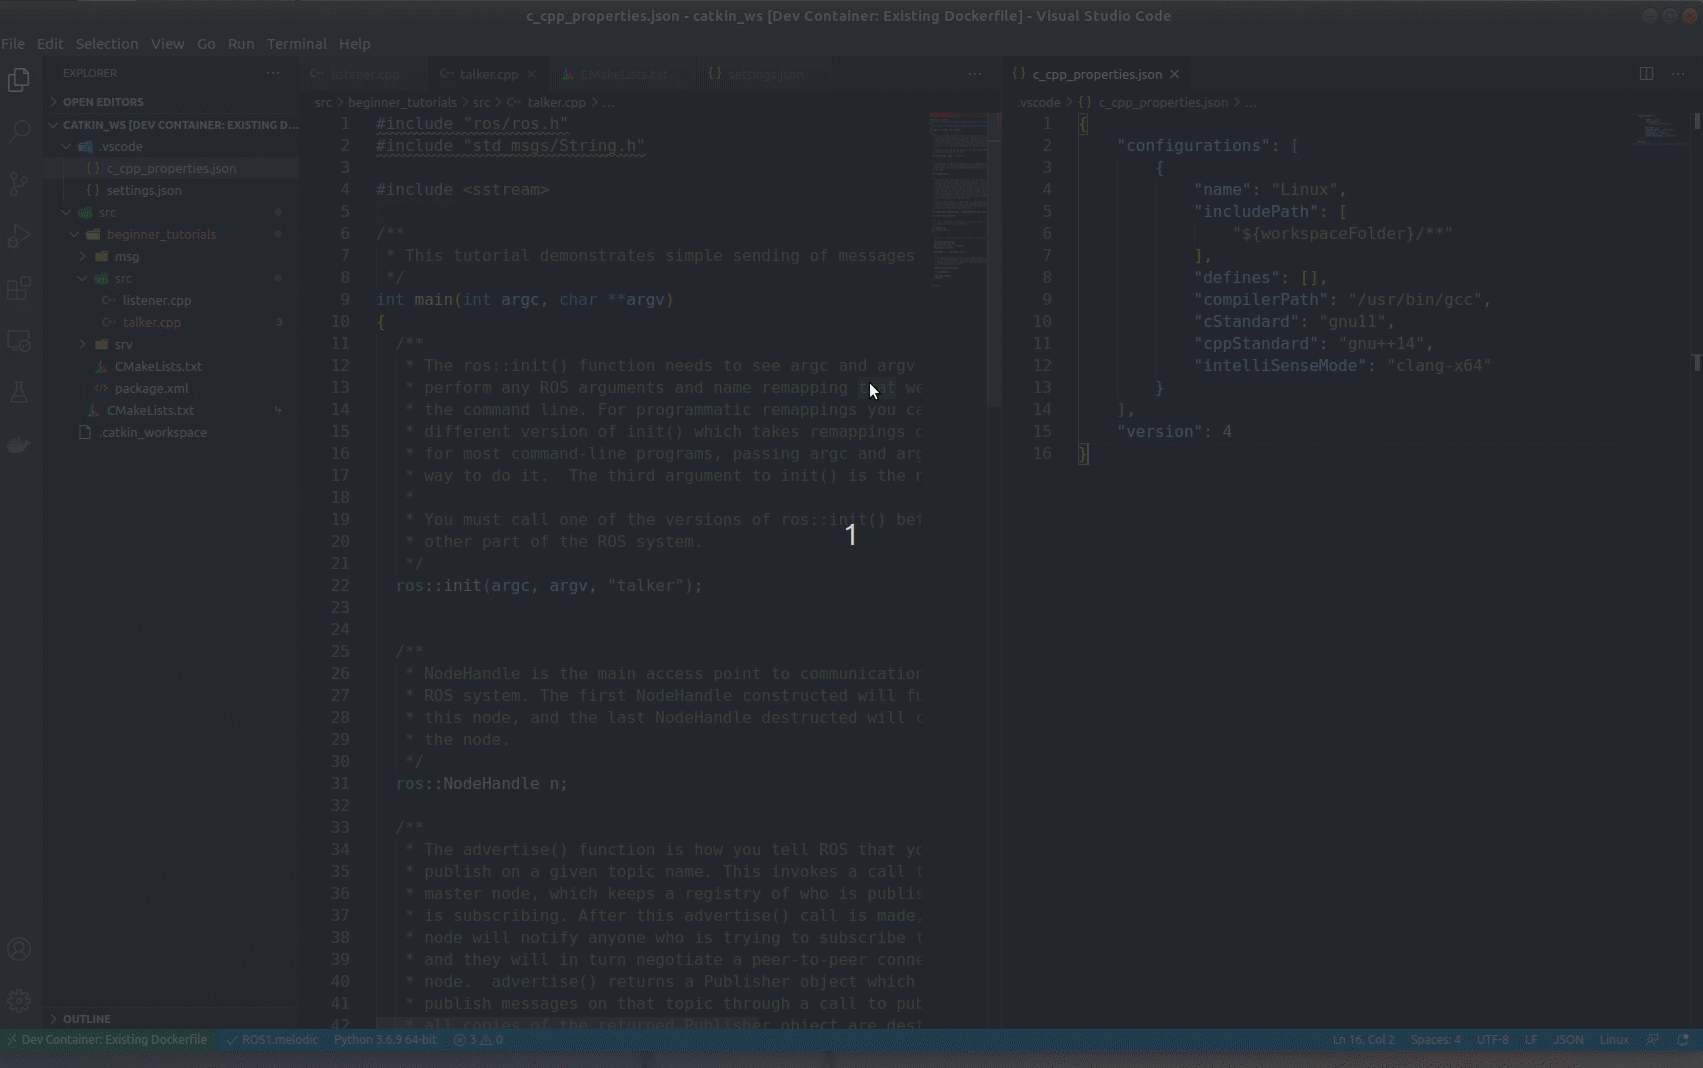 c_cpp_properties.json - catkin_ws [Dev Container: Existing Dockerfile] - Visual Studio Code
File Edit Selection View Go Run Terminal Help
EXPLORER
OPEN EDITORS
CATKIN_WS [DEV CONTAINER: EXISTING D...
.vscode
{} c_cpp_properties.json
{} settings.json
src
beginner_tutorials
msg
src
listener.cpp
talker.cpp 3
srv
CMakeLists.txt
package.xml
CMakeLists.txt
.catkin_workspace
OUTLINE
listener.cpp talker.cpp CMakeLists.txt {} settings.json
src > beginner_tutorials > src > talker.cpp > ...
1 #include "ros/ros.h"
2 #include "std_msgs/String.h"
3
4 #include <sstream>
5
6 /**
7 * This tutorial demonstrates simple sending of messages
8 */
9 int main(int argc, char **argv)
10 {
11 /**
12 * The ros::init() function needs to see argc and argv
13 * perform any ROS arguments and name remapping that we
14 * the command line. For programmatic remappings you ca
15 * different version of init() which takes remappings
16 * for most command-line programs, passing argc and arg
17 * way to do it.  The third argument to init() is the
18 *
19 * You must call one of the versions of ros::init() bef
20 * other part of the ROS system.
21 */
22 ros::init(argc, argv, "talker");
23
24
25 /**
26 * NodeHandle is the main access point to communication
27 * ROS system. The first NodeHandle constructed will fu
28 * this node, and the last NodeHandle destructed will c
29 * the node.
30 */
31 ros::NodeHandle n;
32
33 /**
34 * The advertise() function is how you tell ROS that yo
35 * publish on a given topic name. This invokes a call t
36 * master node, which keeps a registry of who is publis
37 * is subscribing. After this advertise() call is made,
38 * node will notify anyone who is trying to subscribe t
39 * and they will in turn negotiate a peer-to-peer conne
40 * node.  advertise() returns a Publisher object which
41 * publish messages on that topic through a call to pub
42 * all copies of the returned Publisher object are dest
1
{} c_cpp_properties.json
.vscode > {} c_cpp_properties.json > ...
1 {
2 "configurations": [
3 {
4 "name": "Linux",
5 "includePath": [
6 "${workspaceFolder}/**"
7 ],
8 "defines": [],
9 "compilerPath": "/usr/bin/gcc",
10 "cStandard": "gnu11",
11 "cppStandard": "gnu++14",
12 "intelliSenseMode": "clang-x64"
13 }
14 ],
15 "version": 4
16 }
Dev Container: Existing Dockerfile ROS1.melodic Python 3.6.9 64-bit 3 0 Ln 16, Col 2 Spaces: 4 UTF-8 LF JSON Linux